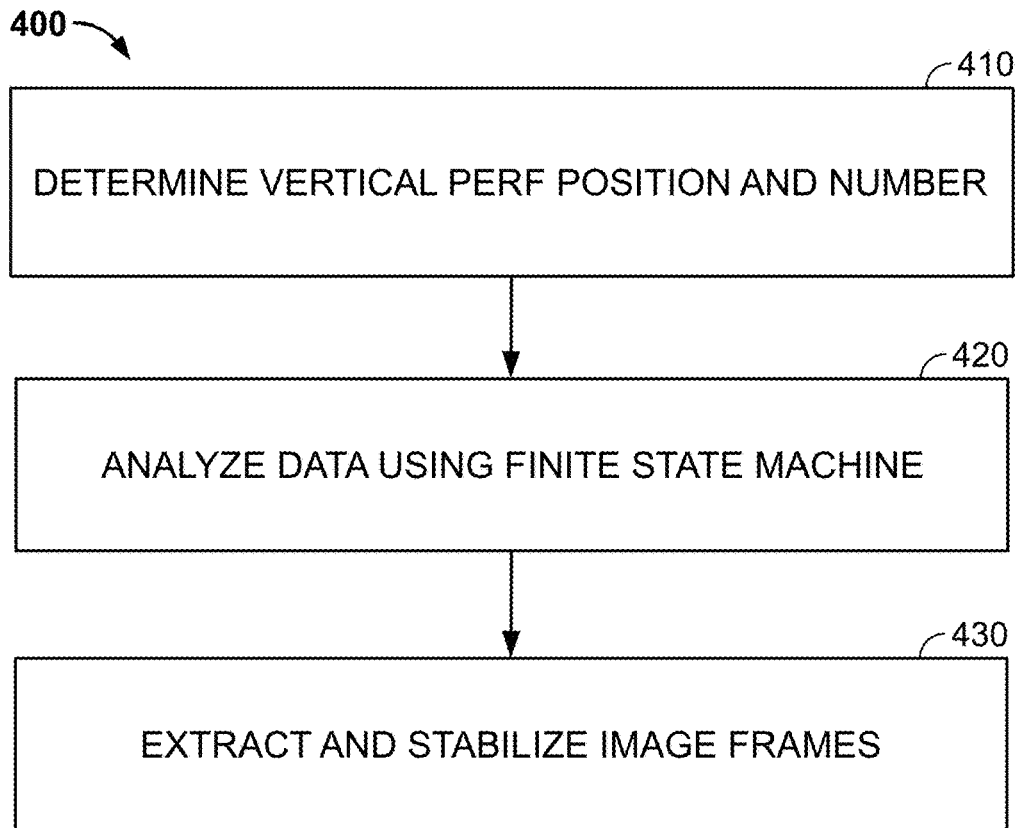 400
410
DETERMINE VERTICAL PERF POSITION AND NUMBER
420
ANALYZE DATA USING FINITE STATE MACHINE
430
EXTRACT AND STABILIZE IMAGE FRAMES